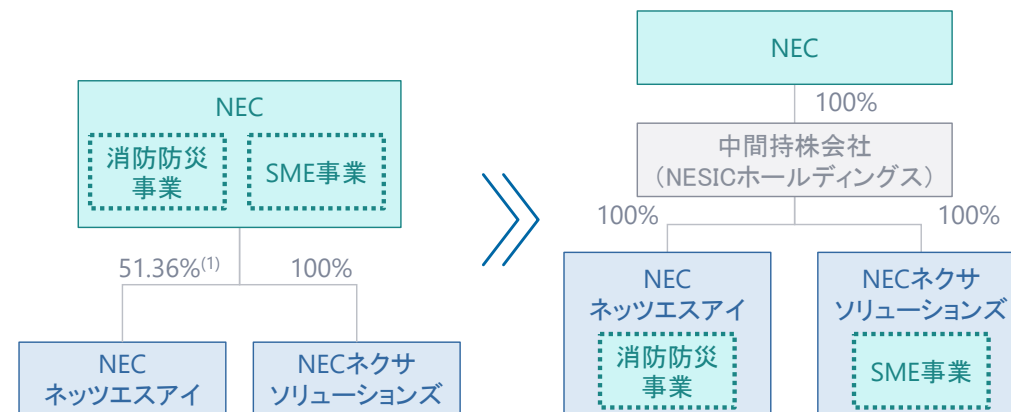 NEC
消防防災
事業
SME事業
51.36%(1)
100%
NEC
ネッツエスアイ
NECネクサ
ソリューションズ
NEC
100%
中間持株会社
（NESICホールディングス）
100%
100%
NEC
ネッツエスアイ
消防防災
事業
NECネクサ
ソリューションズ
SME事業